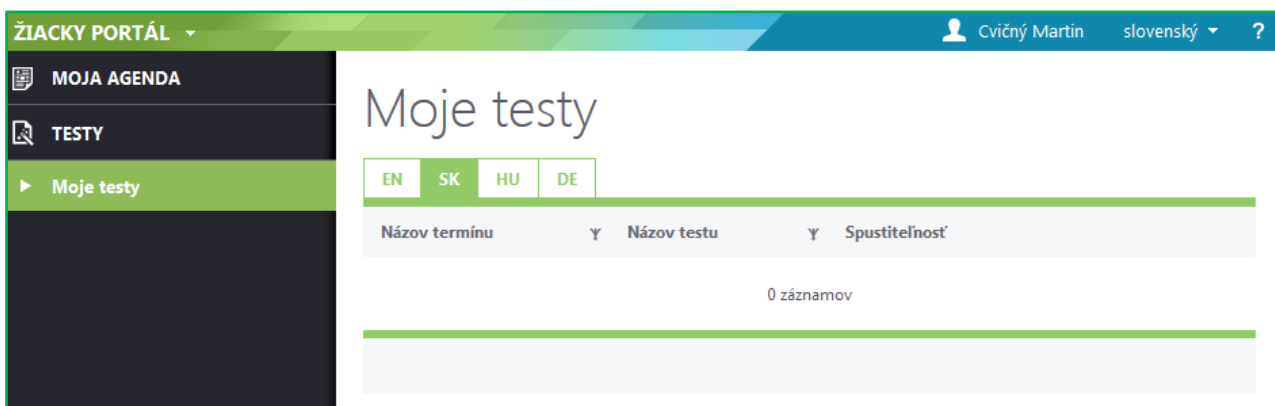 ŽIACKY PORTÁL
Cvičný Martin
slovenský
?
MOJA AGENDA
TESTY
Moje testy
Moje testy
EN SK HU DE
Názov termínu Názov testu Spustiteľnosť
0 záznamov